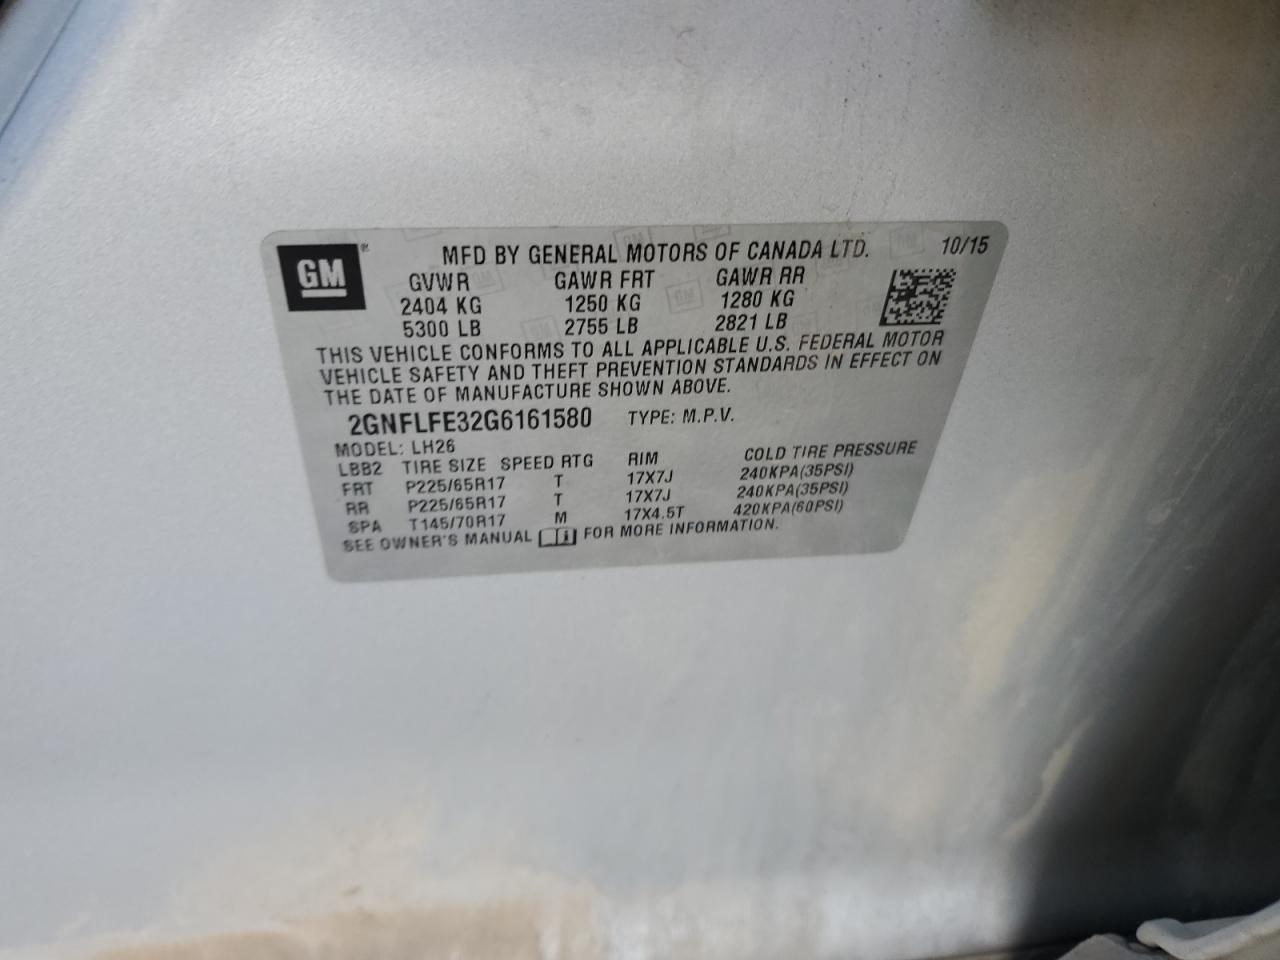 GM® MFD BY GENERAL MOTORS OF CANADA LTD. 10/15
GVWR GAWR FRT GAWR RR
2404 KG 1250 KG 1280 KG
5300 LB 2755 LB 2821 LB
THIS VEHICLE CONFORMS TO ALL APPLICABLE U.S. FEDERAL MOTOR
VEHICLE SAFETY AND THEFT PREVENTION STANDARDS IN EFFECT ON
THE DATE OF MANUFACTURE SHOWN ABOVE.
2GNFLFE32G6161580 TYPE: M.P.V.
MODEL: LH26
LBB2 TIRE SIZE SPEED RTG RIM COLD TIRE PRESSURE
FRT P225/65R17 T 17X7J 240KPA(35PSI)
RR P225/65R17 T 17X7J 240KPA(35PSI)
SPA T145/70R17 M 17X4.5T 420KPA(60PSI)
SEE OWNER'S MANUAL i FOR MORE INFORMATION.